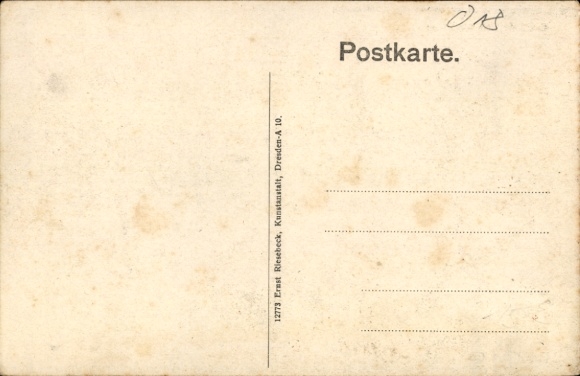 Postkarte.
12773 Ernst Riesebeck, Kunstanstalt, Dresden-A 10.